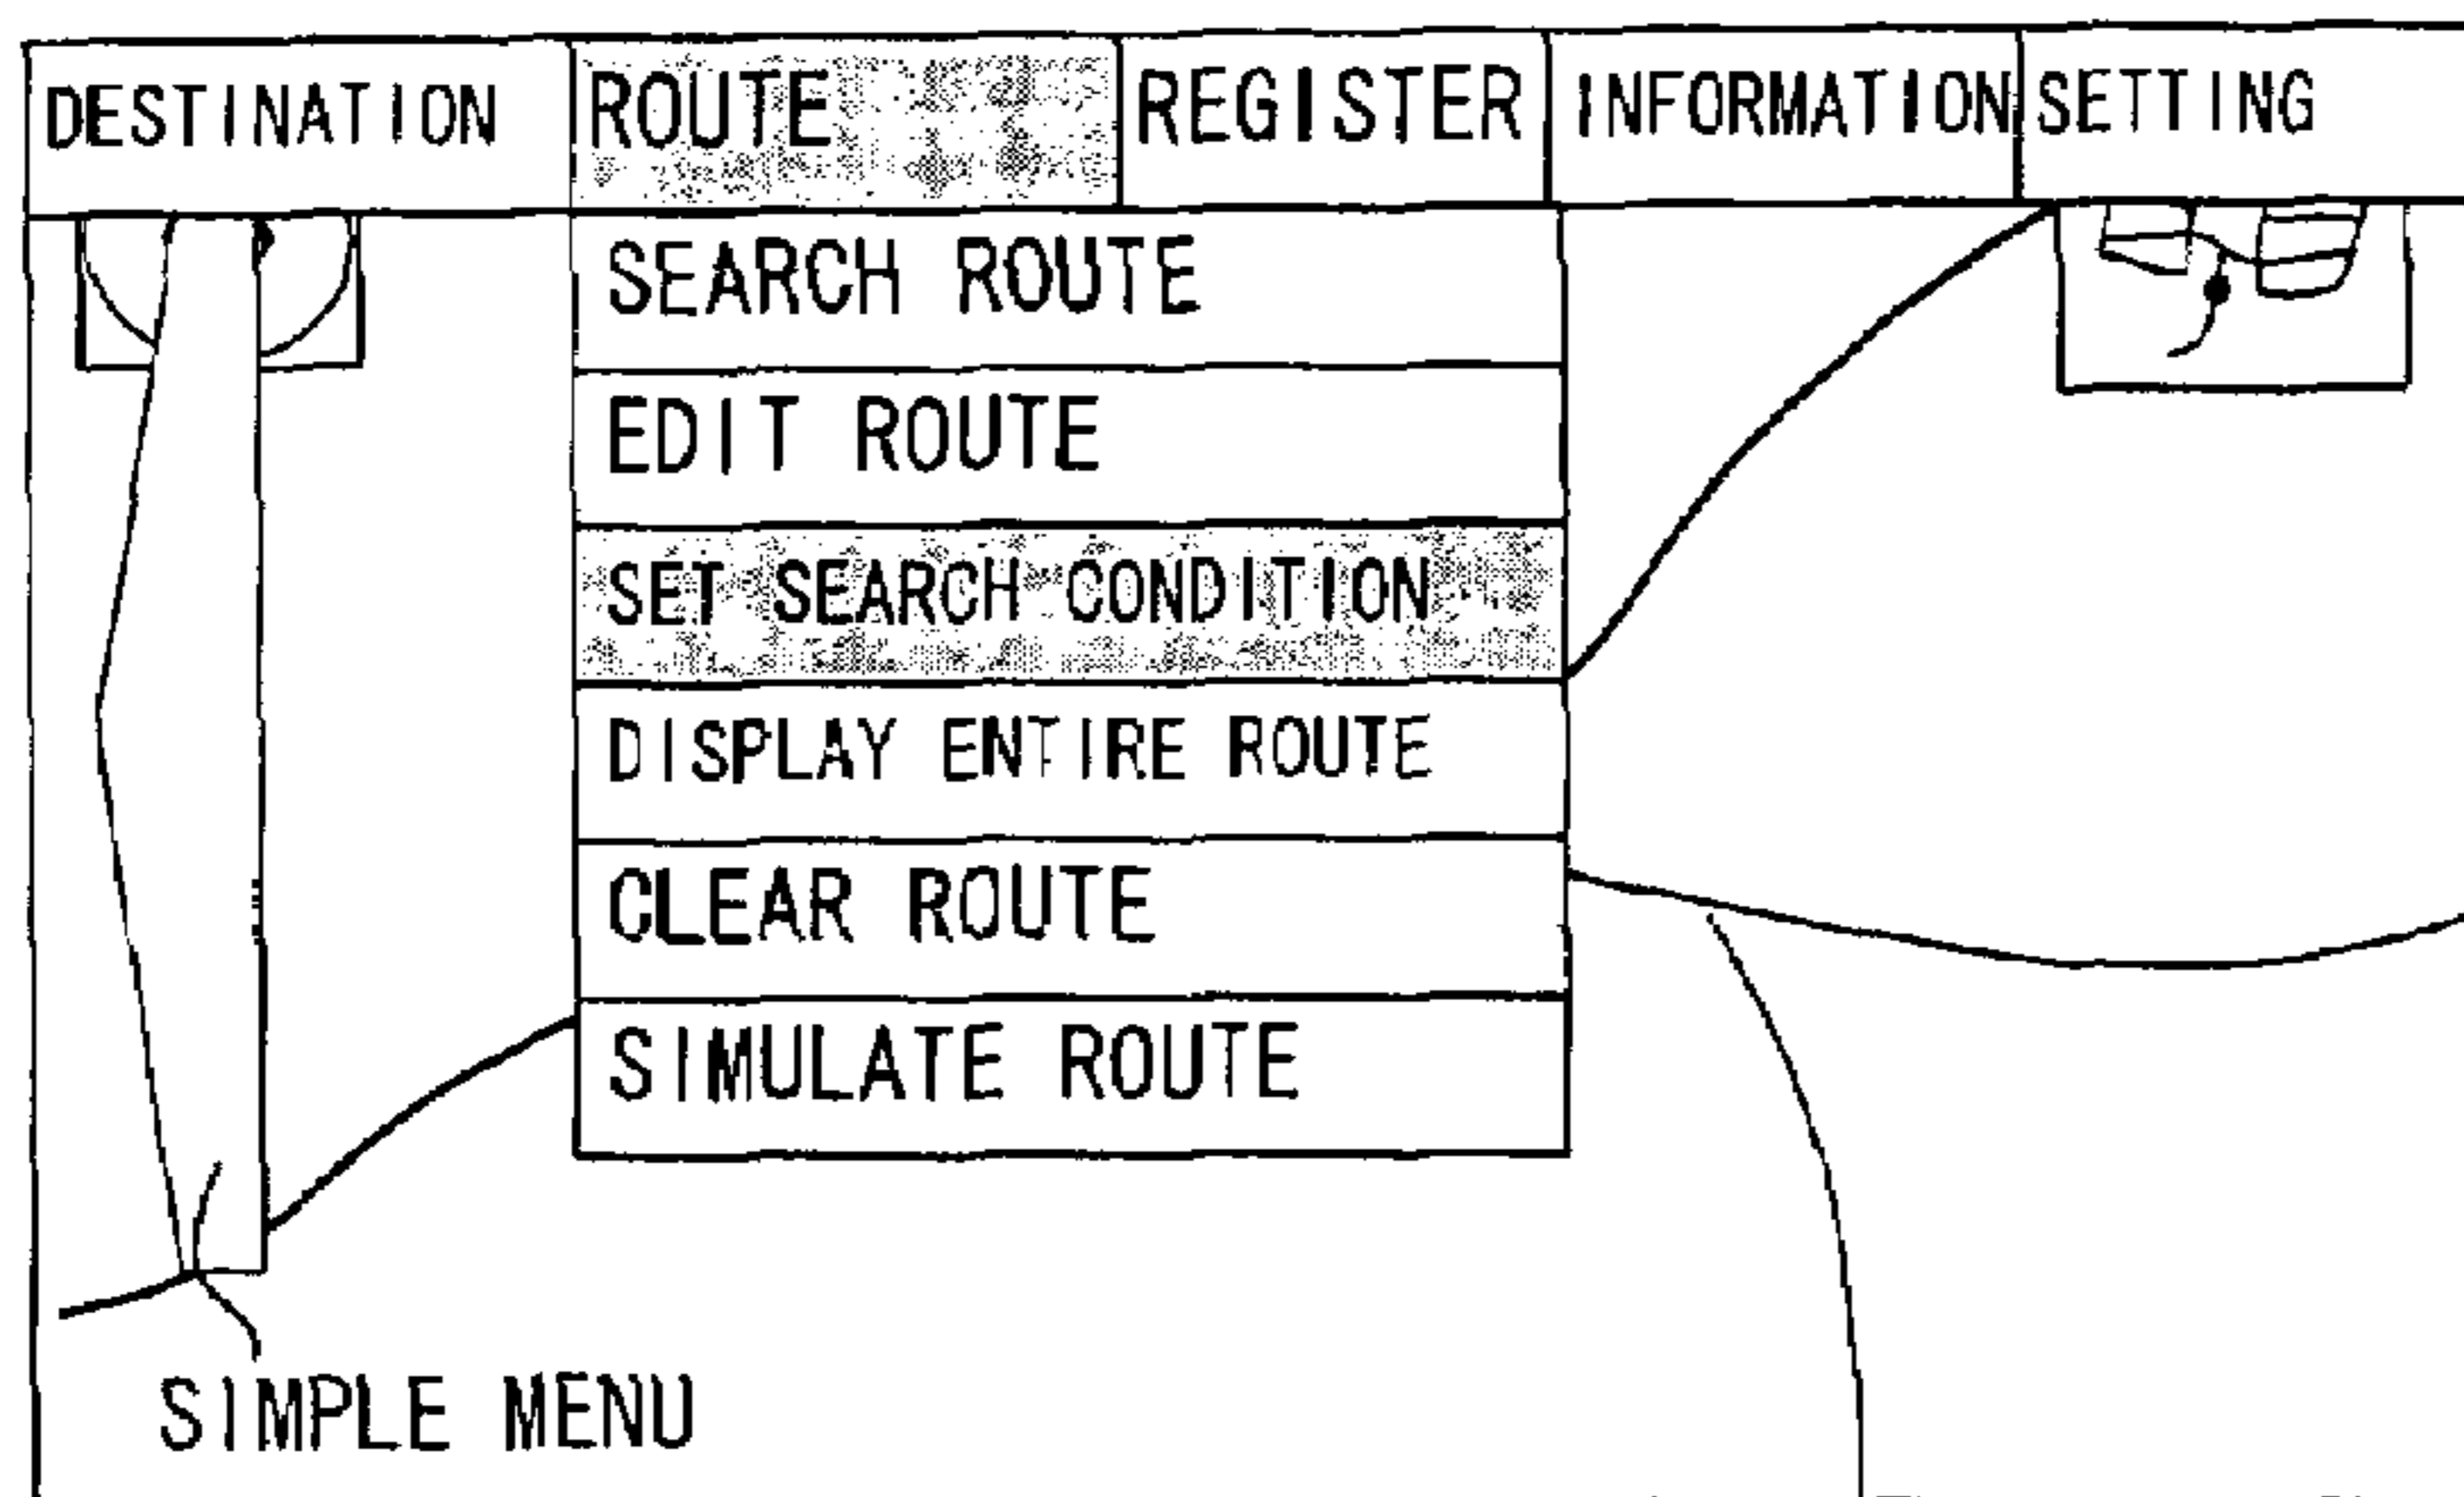 DESTINATION ROUTE REGISTER INFORMATION SETTING
SEARCH ROUTE
EDIT ROUTE
SET SEARCH CONDITION
DISPLAY ENTIRE ROUTE
CLEAR ROUTE
SIMULATE ROUTE
SIMPLE MENU